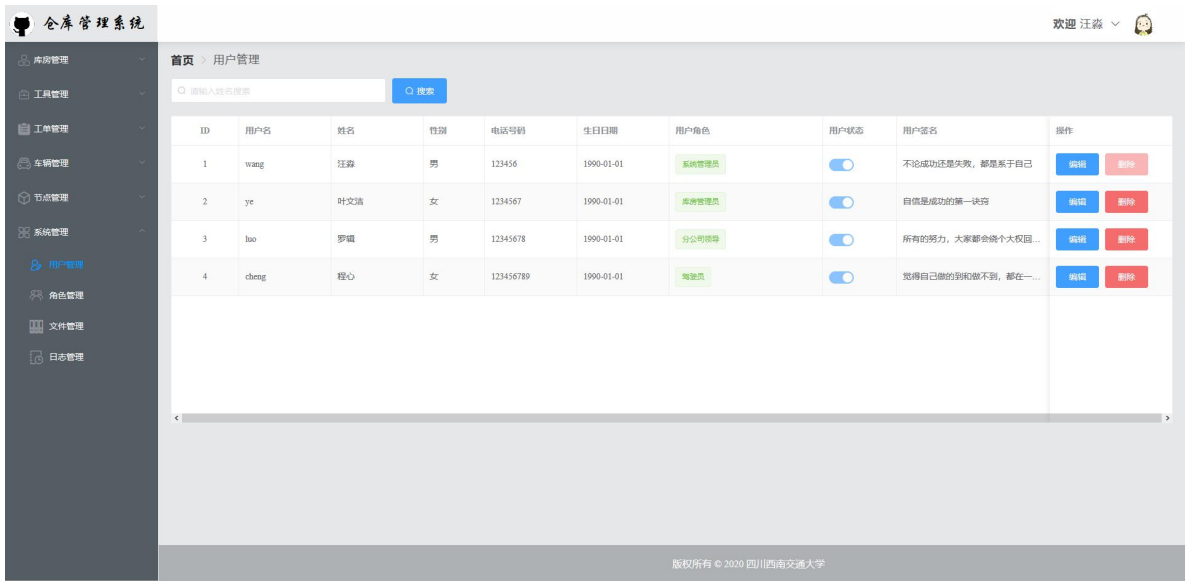 仓库管理系统
欢迎 汪淼
库房管理
工具管理
工单管理
车辆管理
节点管理
系统管理
用户管理
角色管理
文件管理
日志管理
首页 用户管理
请输入姓名搜索 搜索
ID 用户名 姓名 性别 电话号码 生日日期 用户角色 用户状态 用户签名 操作
1 wang 汪淼 男 123456 1990-01-01 系统管理员 不论成功还是失败，都是系于自己 编辑 删除
2 ye 叶文洁 女 1234567 1990-01-01 库房管理员 自信是成功的第一诀窍 编辑 删除
3 luo 罗辑 男 12345678 1990-01-01 分公司领导 所有的努力，大家都会绕个大权回... 编辑 删除
4 cheng 程心 女 123456789 1990-01-01 驾驶员 觉得自己做的到和做不到，都在一... 编辑 删除
版权所有 © 2020 四川西南交通大学